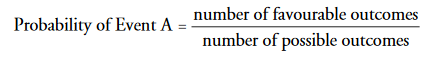 Probability of Event A = number of favourable outcomes
number of possible outcomes